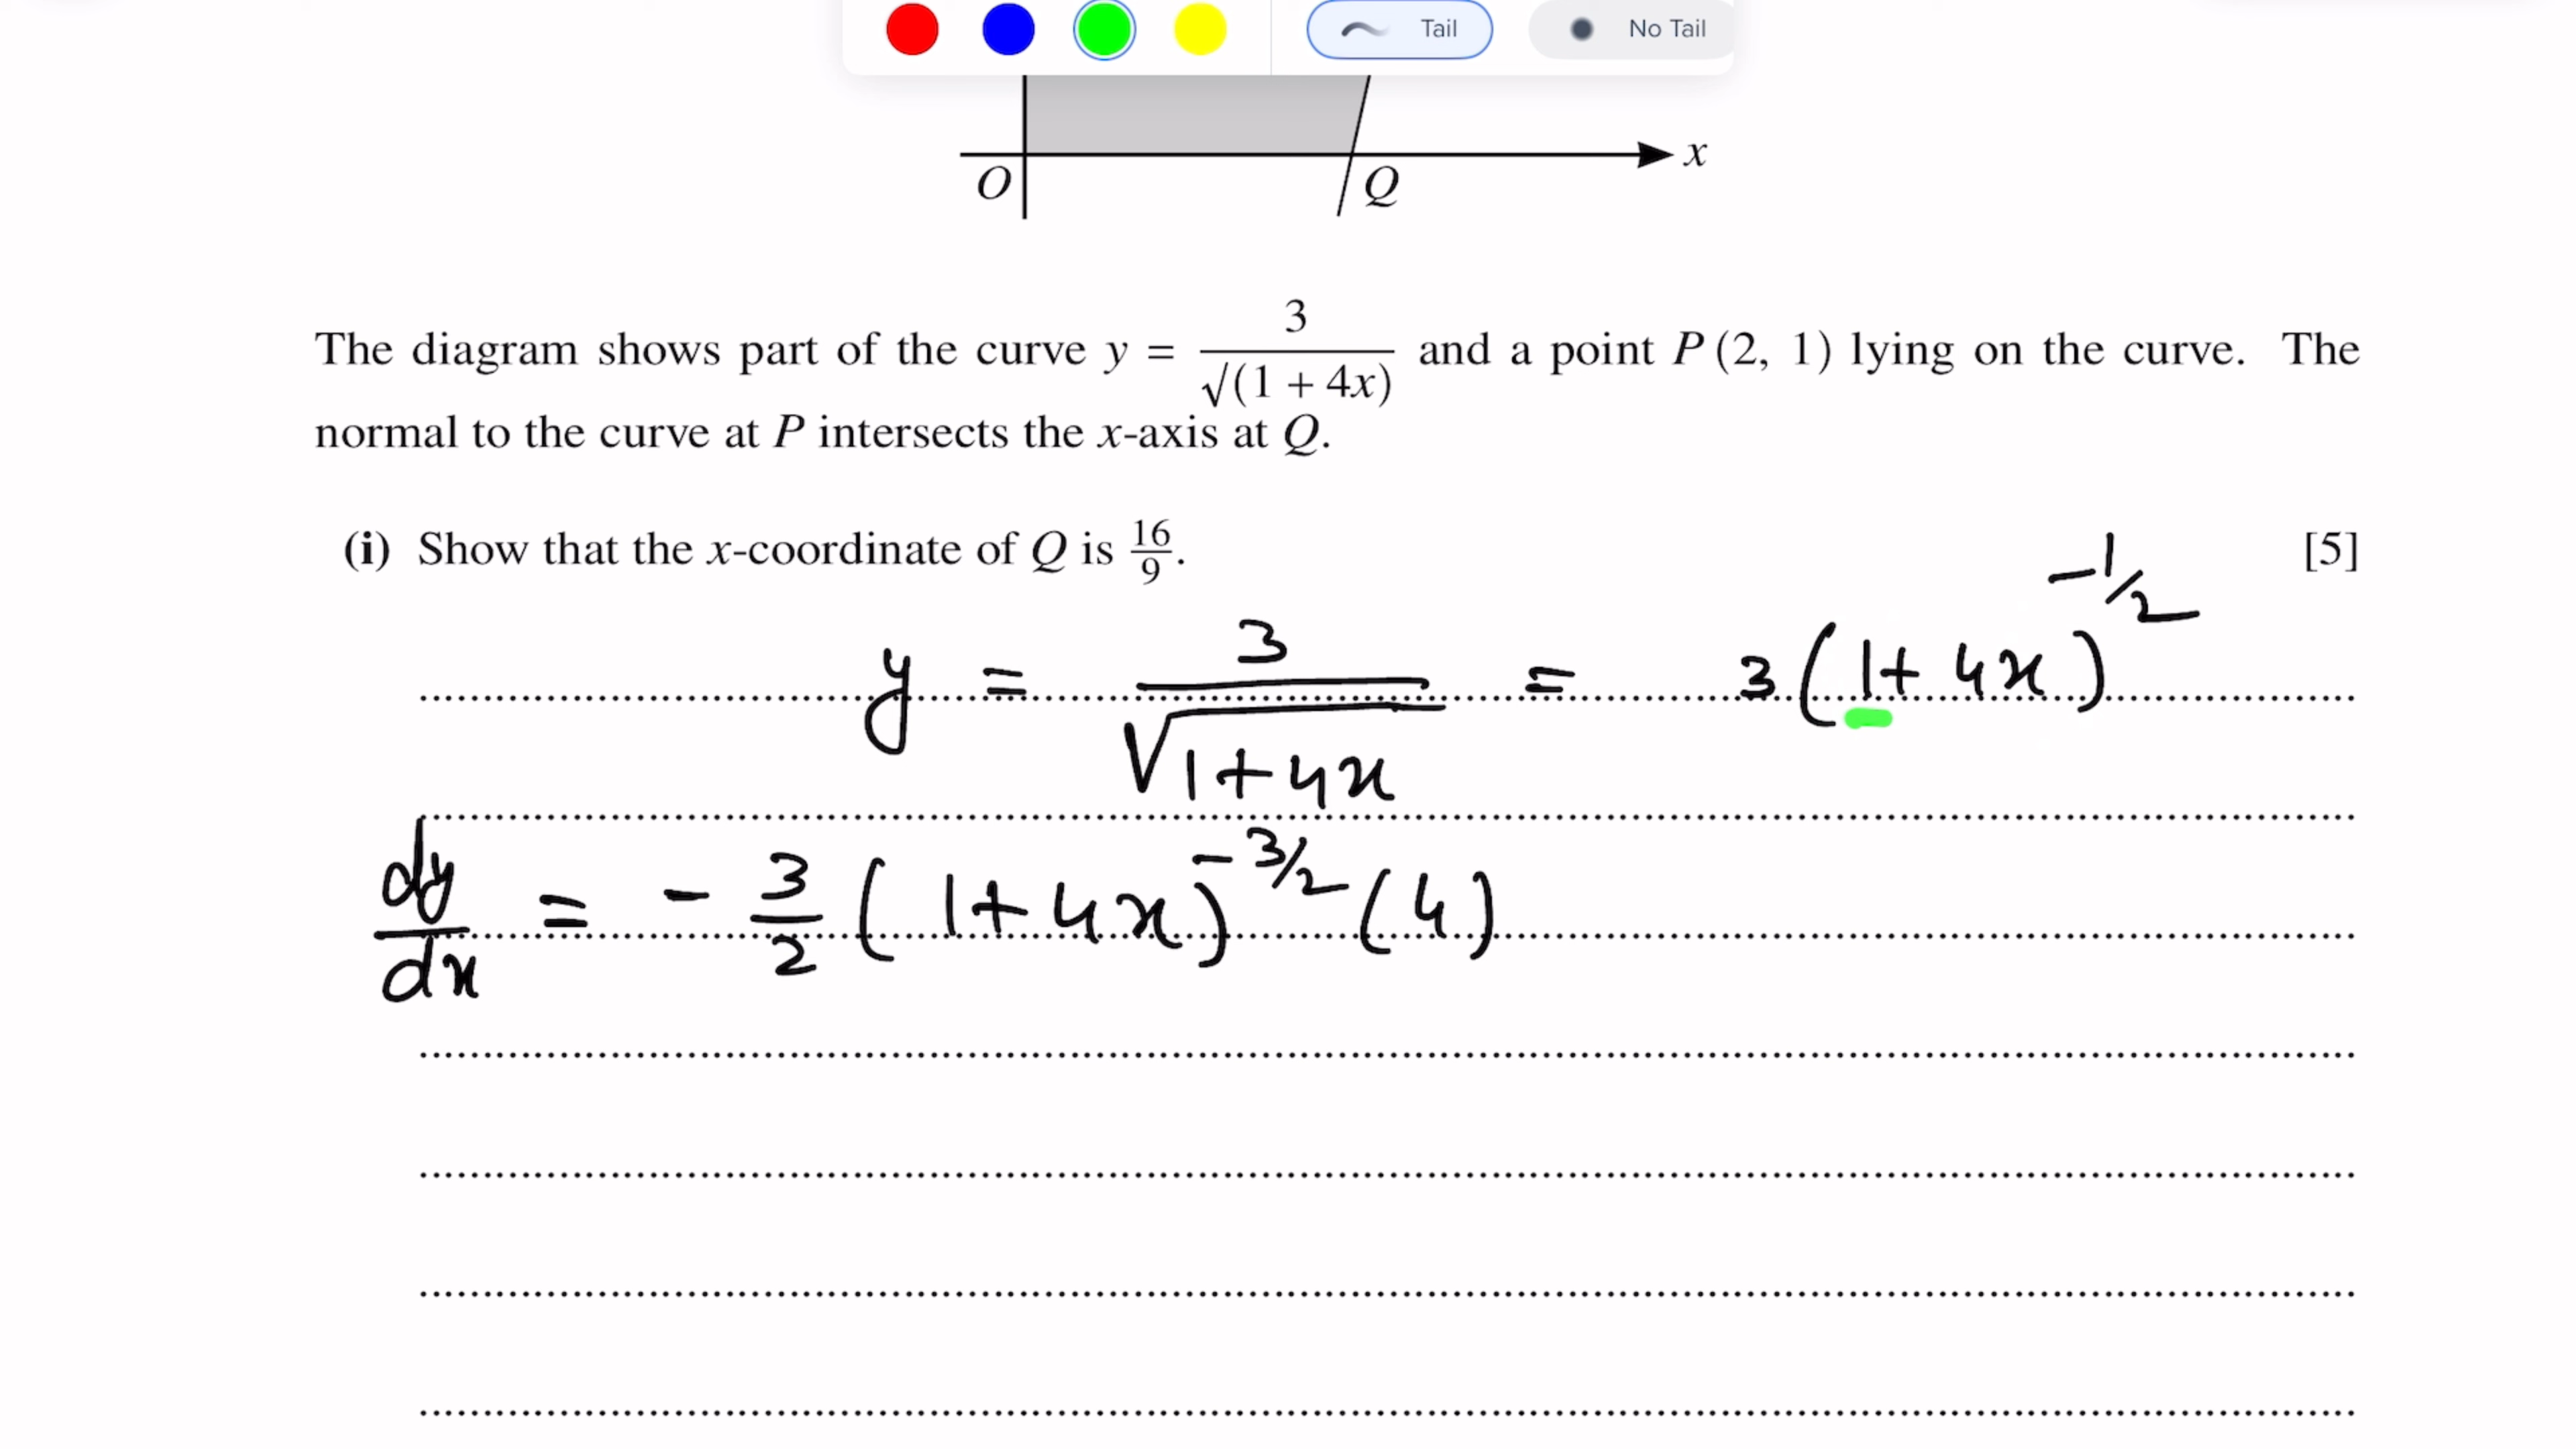 Tail No Tail
x
O Q
The diagram shows part of the curve y = 3/√(1 + 4x) and a point P (2, 1) lying on the curve. The
normal to the curve at P intersects the x-axis at Q.
(i) Show that the x-coordinate of Q is 16/9. [5]
y = 3/√(1+4x) = 3(1+4x)^(-1/2)
dy/dx = - 3/2 (1+4x)^(-3/2) (4)